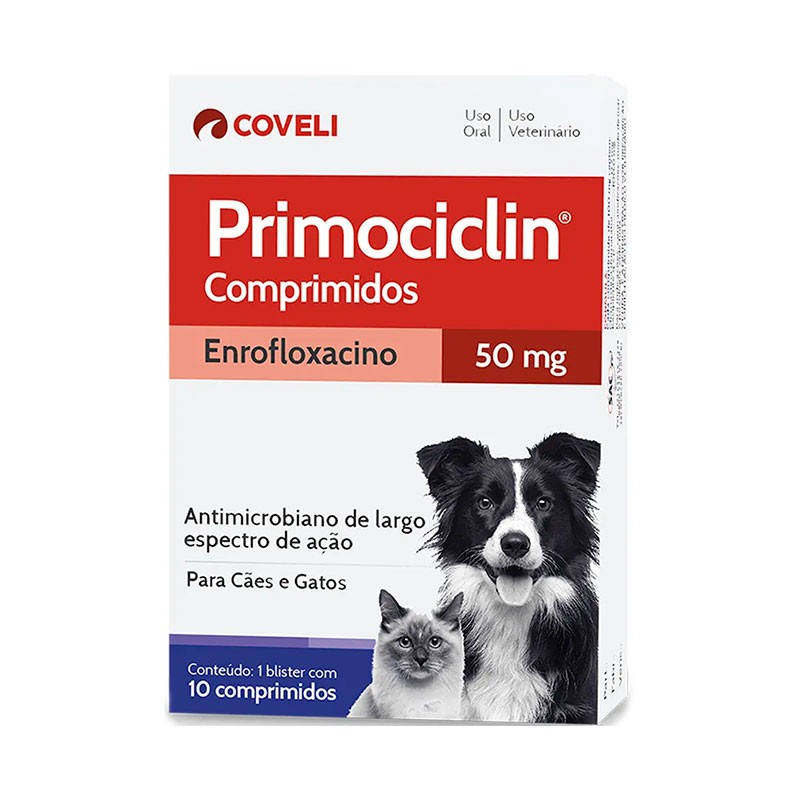 COVELI
Uso Oral | Uso Veterinário
Primociclin®
Comprimidos
Enrofloxacino 50 mg
Antimicrobiano de largo
espectro de ação
Para Cães e Gatos
Conteúdo: 1 blister com
10 comprimidos
SAC